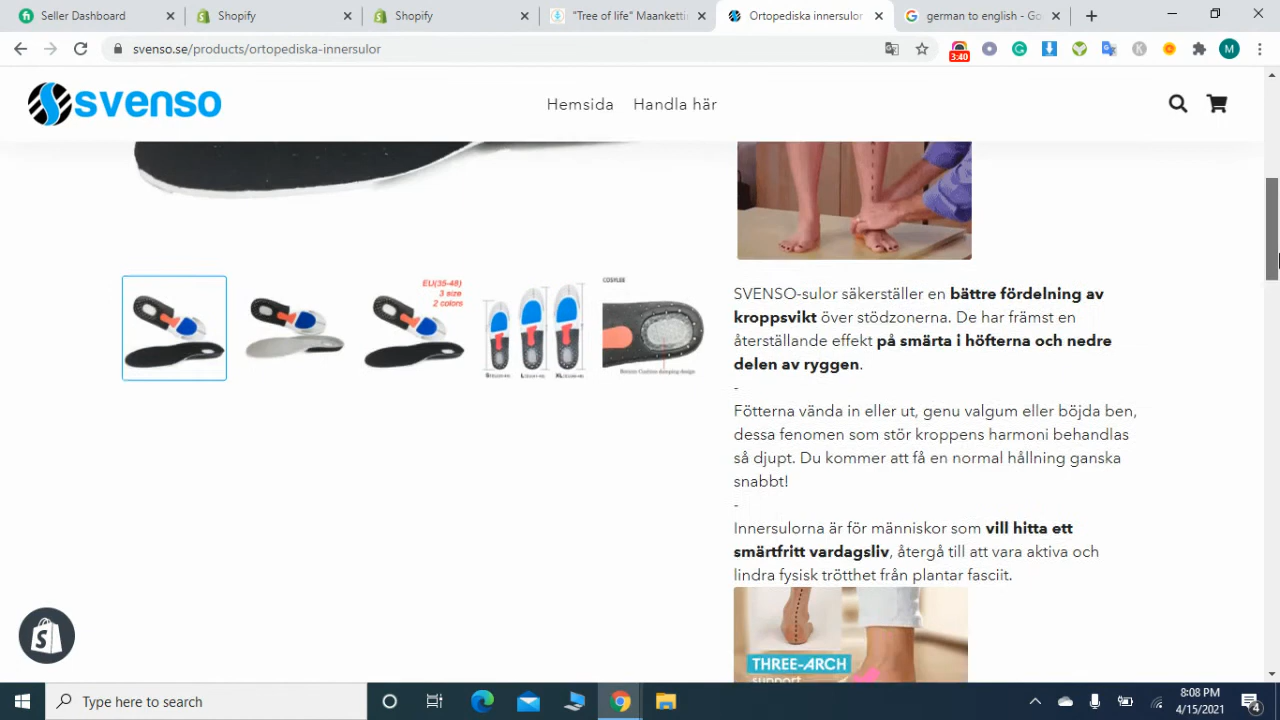 Seller Dashboard
Shopify
Shopify
"Tree of life" Maankettin
Ortopediska innersulor
german to english - Go
svenso.se/products/ortopediska-innersulor
3:40
M
svenso
Hemsida
Handla här
EU(35-48)
3 size
2 colors
SVENSO-sulor säkerställer en bättre fördelning av
kroppsvikt över stödzonerna. De har främst en
återställande effekt på smärta i höfterna och nedre
delen av ryggen.
-
Fötterna vända in eller ut, genu valgum eller böjda ben,
dessa fenomen som stör kroppens harmoni behandlas
så djupt. Du kommer att få en normal hållning ganska
snabbt!
-
Innersulorna är för människor som vill hitta ett
smärtfritt vardagsliv, återgå till att vara aktiva och
lindra fysisk trötthet från plantar fasciit.
THREE-ARCH
support
Type here to search
8:08 PM
4/15/2021
4